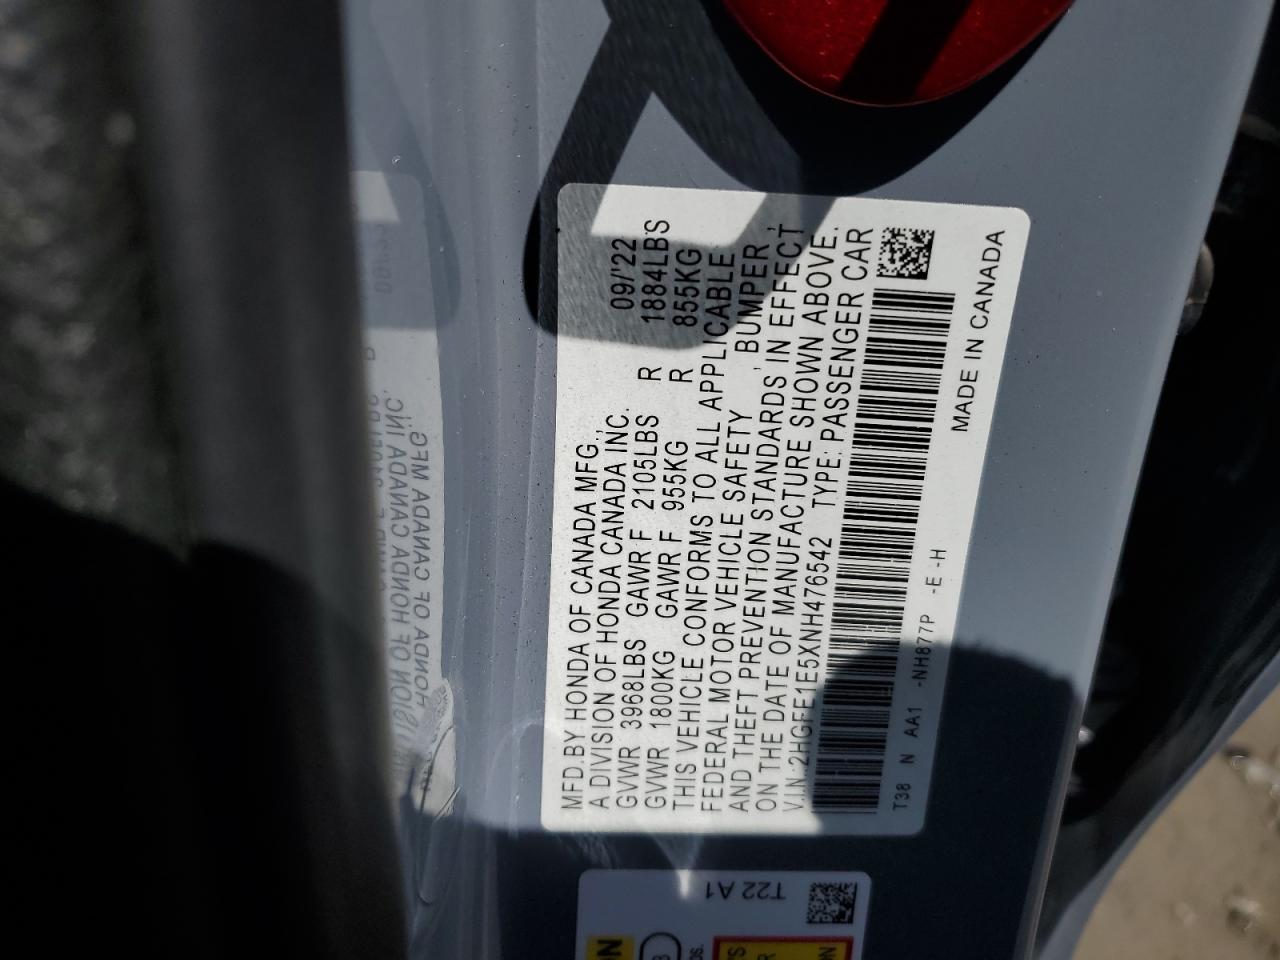 MFD.BY HONDA OF CANADA MFG.,
A DIVISION OF HONDA CANADA INC. 09/'22
GVWR 3968LBS GAWR F 2105LBS R 1884LBS
GVWR 1800KG GAWR F 955KG R 855KG
THIS VEHICLE CONFORMS TO ALL APPLICABLE
FEDERAL MOTOR VEHICLE SAFETY , BUMPER ,
AND THEFT PREVENTION STANDARDS IN EFFECT
ON THE DATE OF MANUFACTURE SHOWN ABOVE.
V.I.N:2HGFE1E5XNH476542 TYPE: PASSENGER CAR
T38 N AA1 -NH877P -E -H MADE IN CANADA
T22 A1